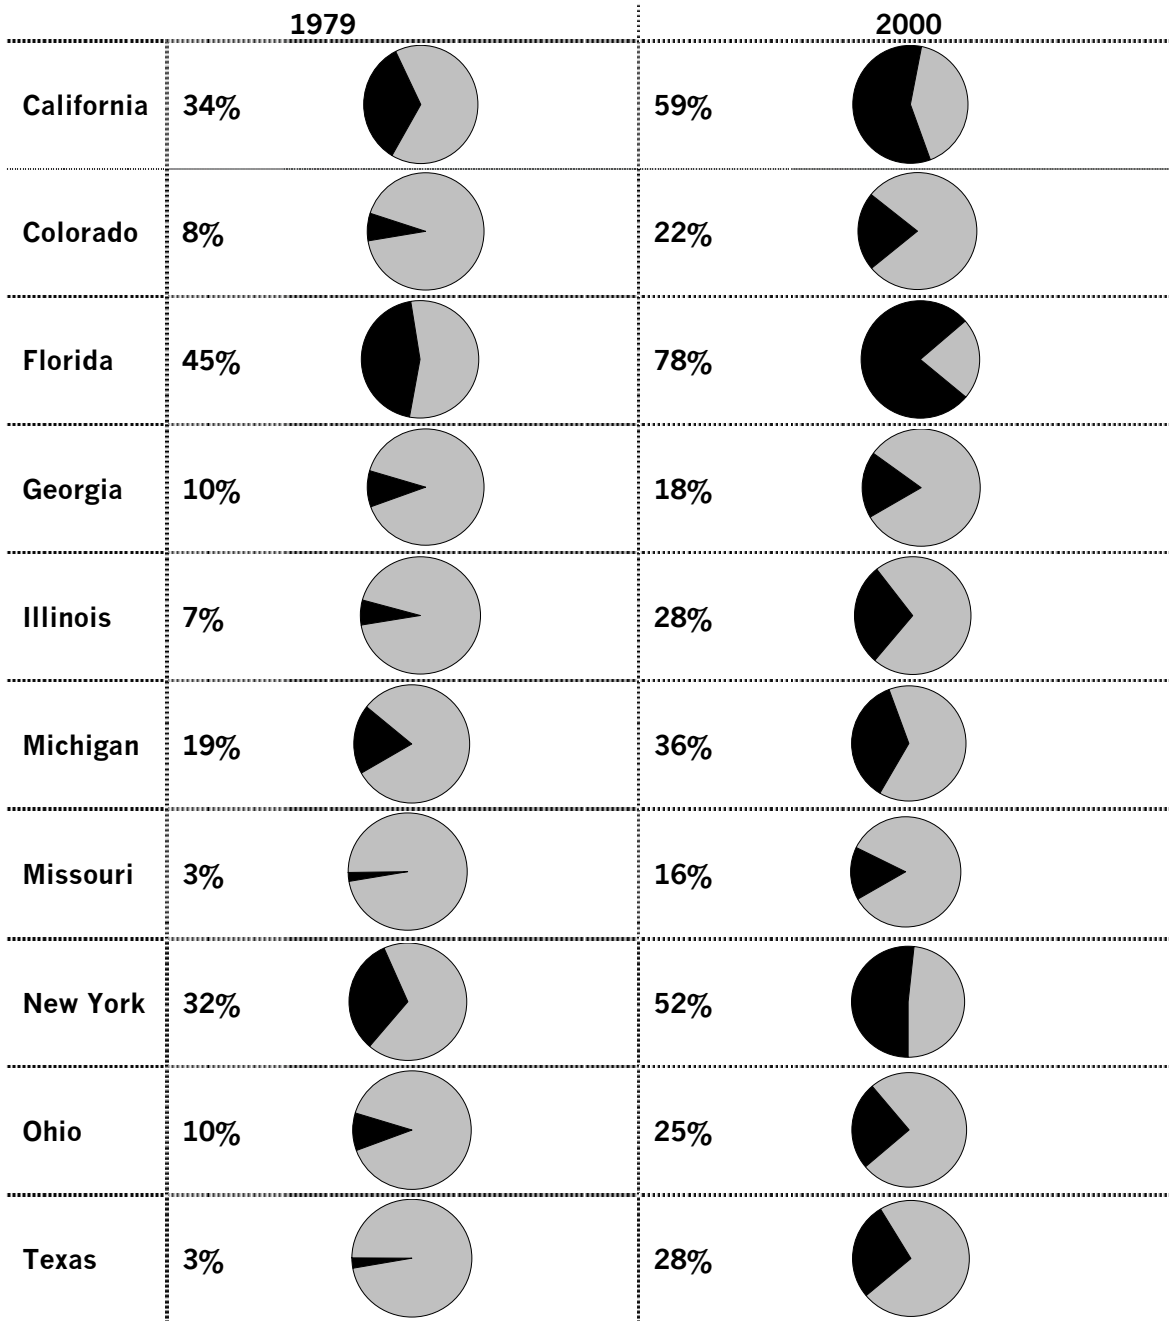 1979 2000
California 34% 59%
Colorado 8% 22%
Florida 45% 78%
Georgia 10% 18%
Illinois 7% 28%
Michigan 19% 36%
Missouri 3% 16%
New York 32% 52%
Ohio 10% 25%
Texas 3% 28%